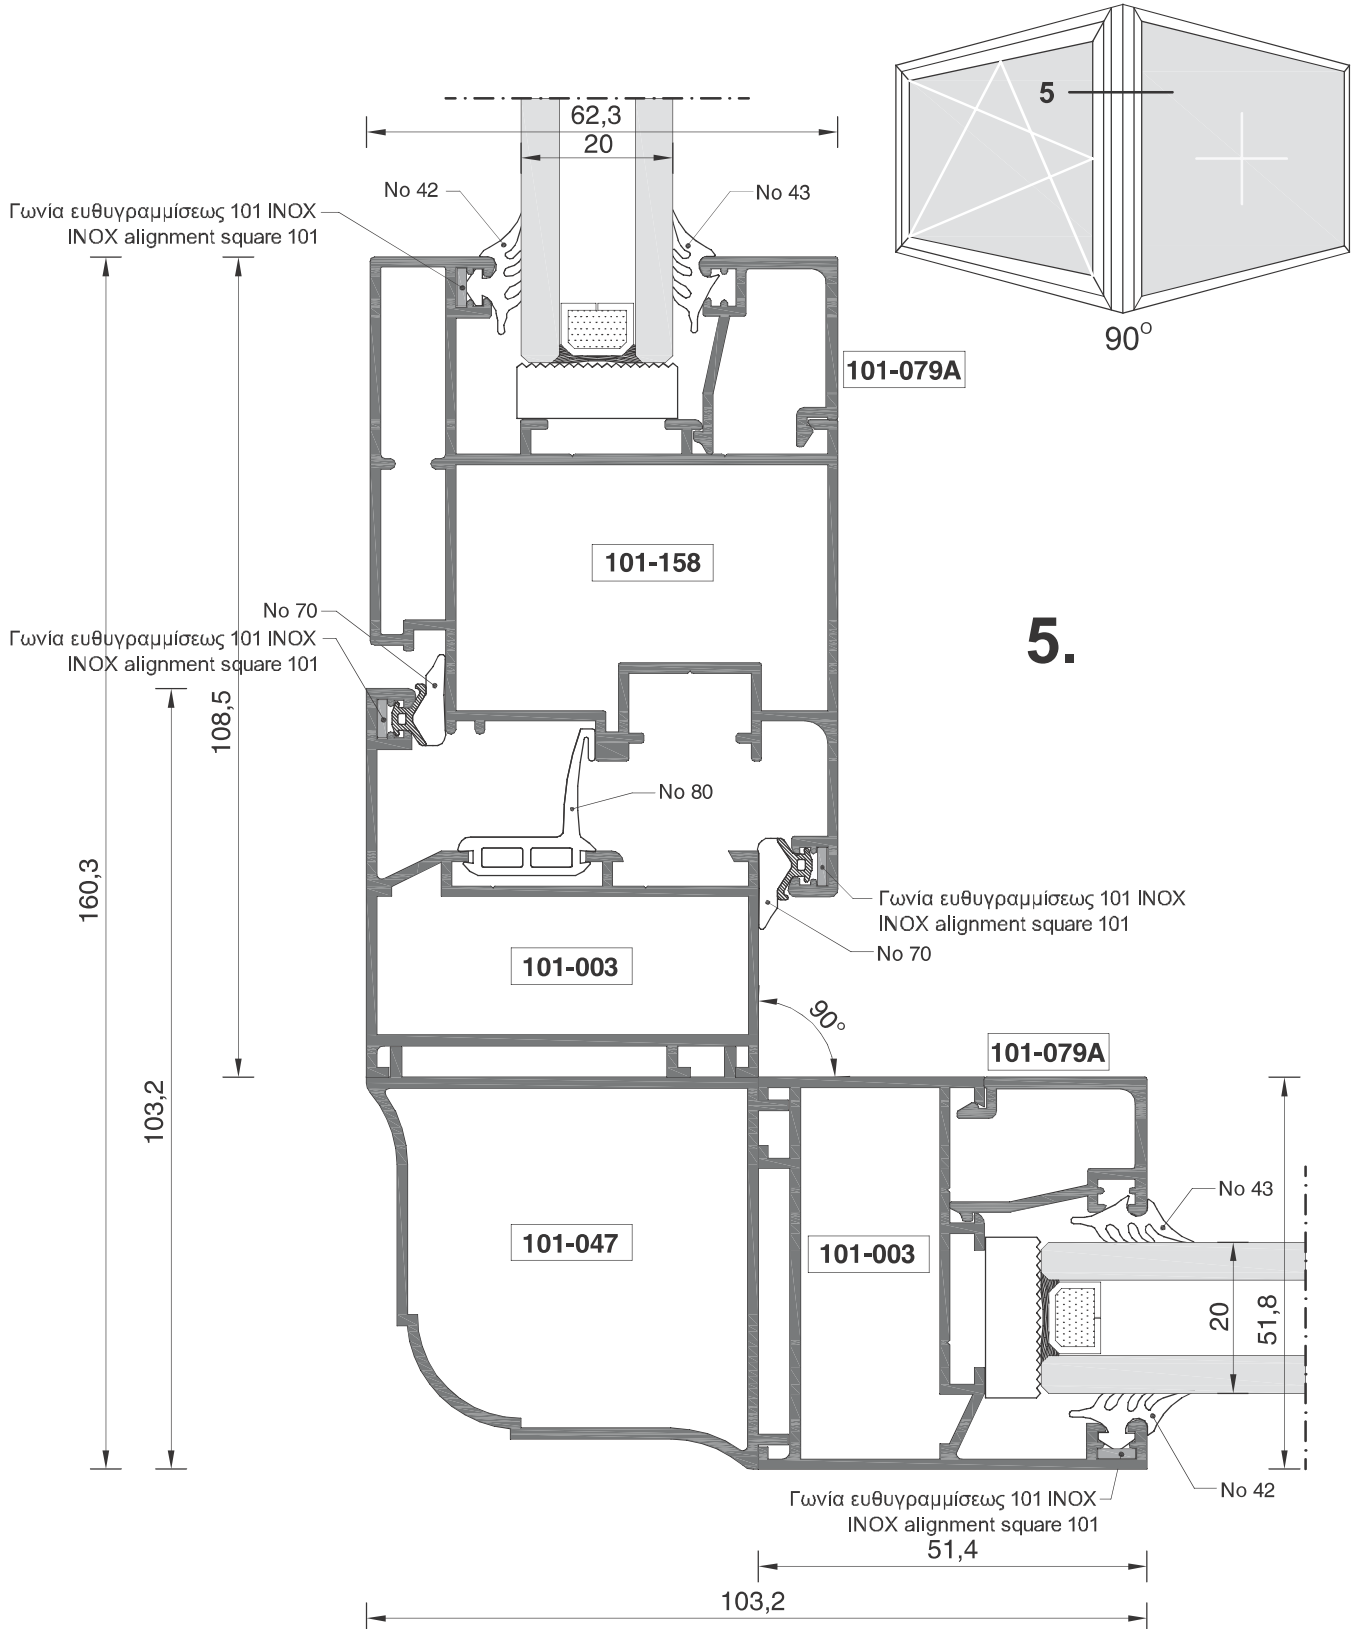 5
90°
62,3
20
No 42
No 43
Γωνία ευθυγραμμίσεως 101 INOX
INOX alignment square 101
101-079A
101-158
5.
No 70
Γωνία ευθυγραμμίσεως 101 INOX
INOX alignment square 101
108,5
No 80
160,3
Γωνία ευθυγραμμίσεως 101 INOX
INOX alignment square 101
No 70
101-003
90°
101-079A
103,2
No 43
101-047
101-003
20
51,8
No 42
Γωνία ευθυγραμμίσεως 101 INOX
INOX alignment square 101
51,4
103,2